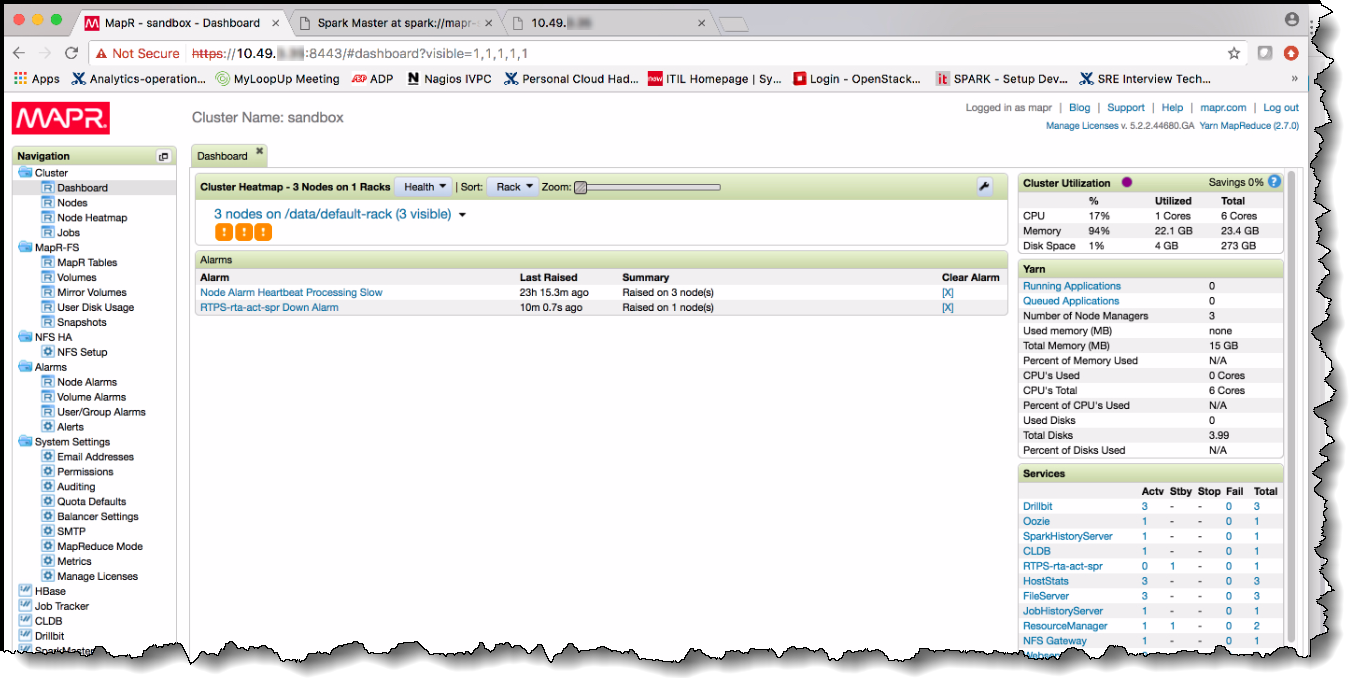 MapR - sandbox - Dashboard
Spark Master at spark://mapr-s
10.49.
Not Secure https://10.49. :8443/#dashboard?visible=1,1,1,1,1
Apps Analytics-operation... MyLoopUp Meeting ADP ADP N Nagios IVPC Personal Cloud Had... new ITIL Homepage | Sy... Login - OpenStack... it SPARK - Setup Dev... SRE Interview Tech... »
MAPR.
Cluster Name: sandbox
Logged in as mapr | Blog | Support | Help | mapr.com | Log out
Manage Licenses v. 5.2.2.44680.GA Yarn MapReduce (2.7.0)
Navigation
Cluster
Dashboard
Nodes
Node Heatmap
Jobs
MapR-FS
MapR Tables
Volumes
Mirror Volumes
User Disk Usage
Snapshots
NFS HA
NFS Setup
Alarms
Node Alarms
Volume Alarms
User/Group Alarms
Alerts
System Settings
Email Addresses
Permissions
Auditing
Quota Defaults
Balancer Settings
SMTP
MapReduce Mode
Metrics
Manage Licenses
HBase
Job Tracker
CLDB
Drillbit
SparkMaster
Dashboard
Cluster Heatmap - 3 Nodes on 1 Racks Health | Sort: Rack Zoom:
3 nodes on /data/default-rack (3 visible)
! ! !
Alarms
Alarm Last Raised Summary Clear Alarm
Node Alarm Heartbeat Processing Slow 23h 15.3m ago Raised on 3 node(s) [X]
RTPS-rta-act-spr Down Alarm 10m 0.7s ago Raised on 1 node(s) [X]
Cluster Utilization Savings 0% ?
% Utilized Total
CPU 17% 1 Cores 6 Cores
Memory 94% 22.1 GB 23.4 GB
Disk Space 1% 4 GB 273 GB
Yarn
Running Applications 0
Queued Applications 0
Number of Node Managers 3
Used memory (MB) none
Total Memory (MB) 15 GB
Percent of Memory Used N/A
CPU's Used 0 Cores
CPU's Total 6 Cores
Percent of CPU's Used N/A
Used Disks 0
Total Disks 3.99
Percent of Disks Used N/A
Services
Actv Stby Stop Fail Total
Drillbit 3 - - 0 3
Oozie 1 - - 0 1
SparkHistoryServer 1 - - 0 1
CLDB 1 - - 0 1
RTPS-rta-act-spr 0 1 - 0 1
HostStats 3 - - 0 3
FileServer 3 - - 0 3
JobHistoryServer 1 - - 0 1
ResourceManager 1 1 - 0 2
NFS Gateway 1 - - 0 1